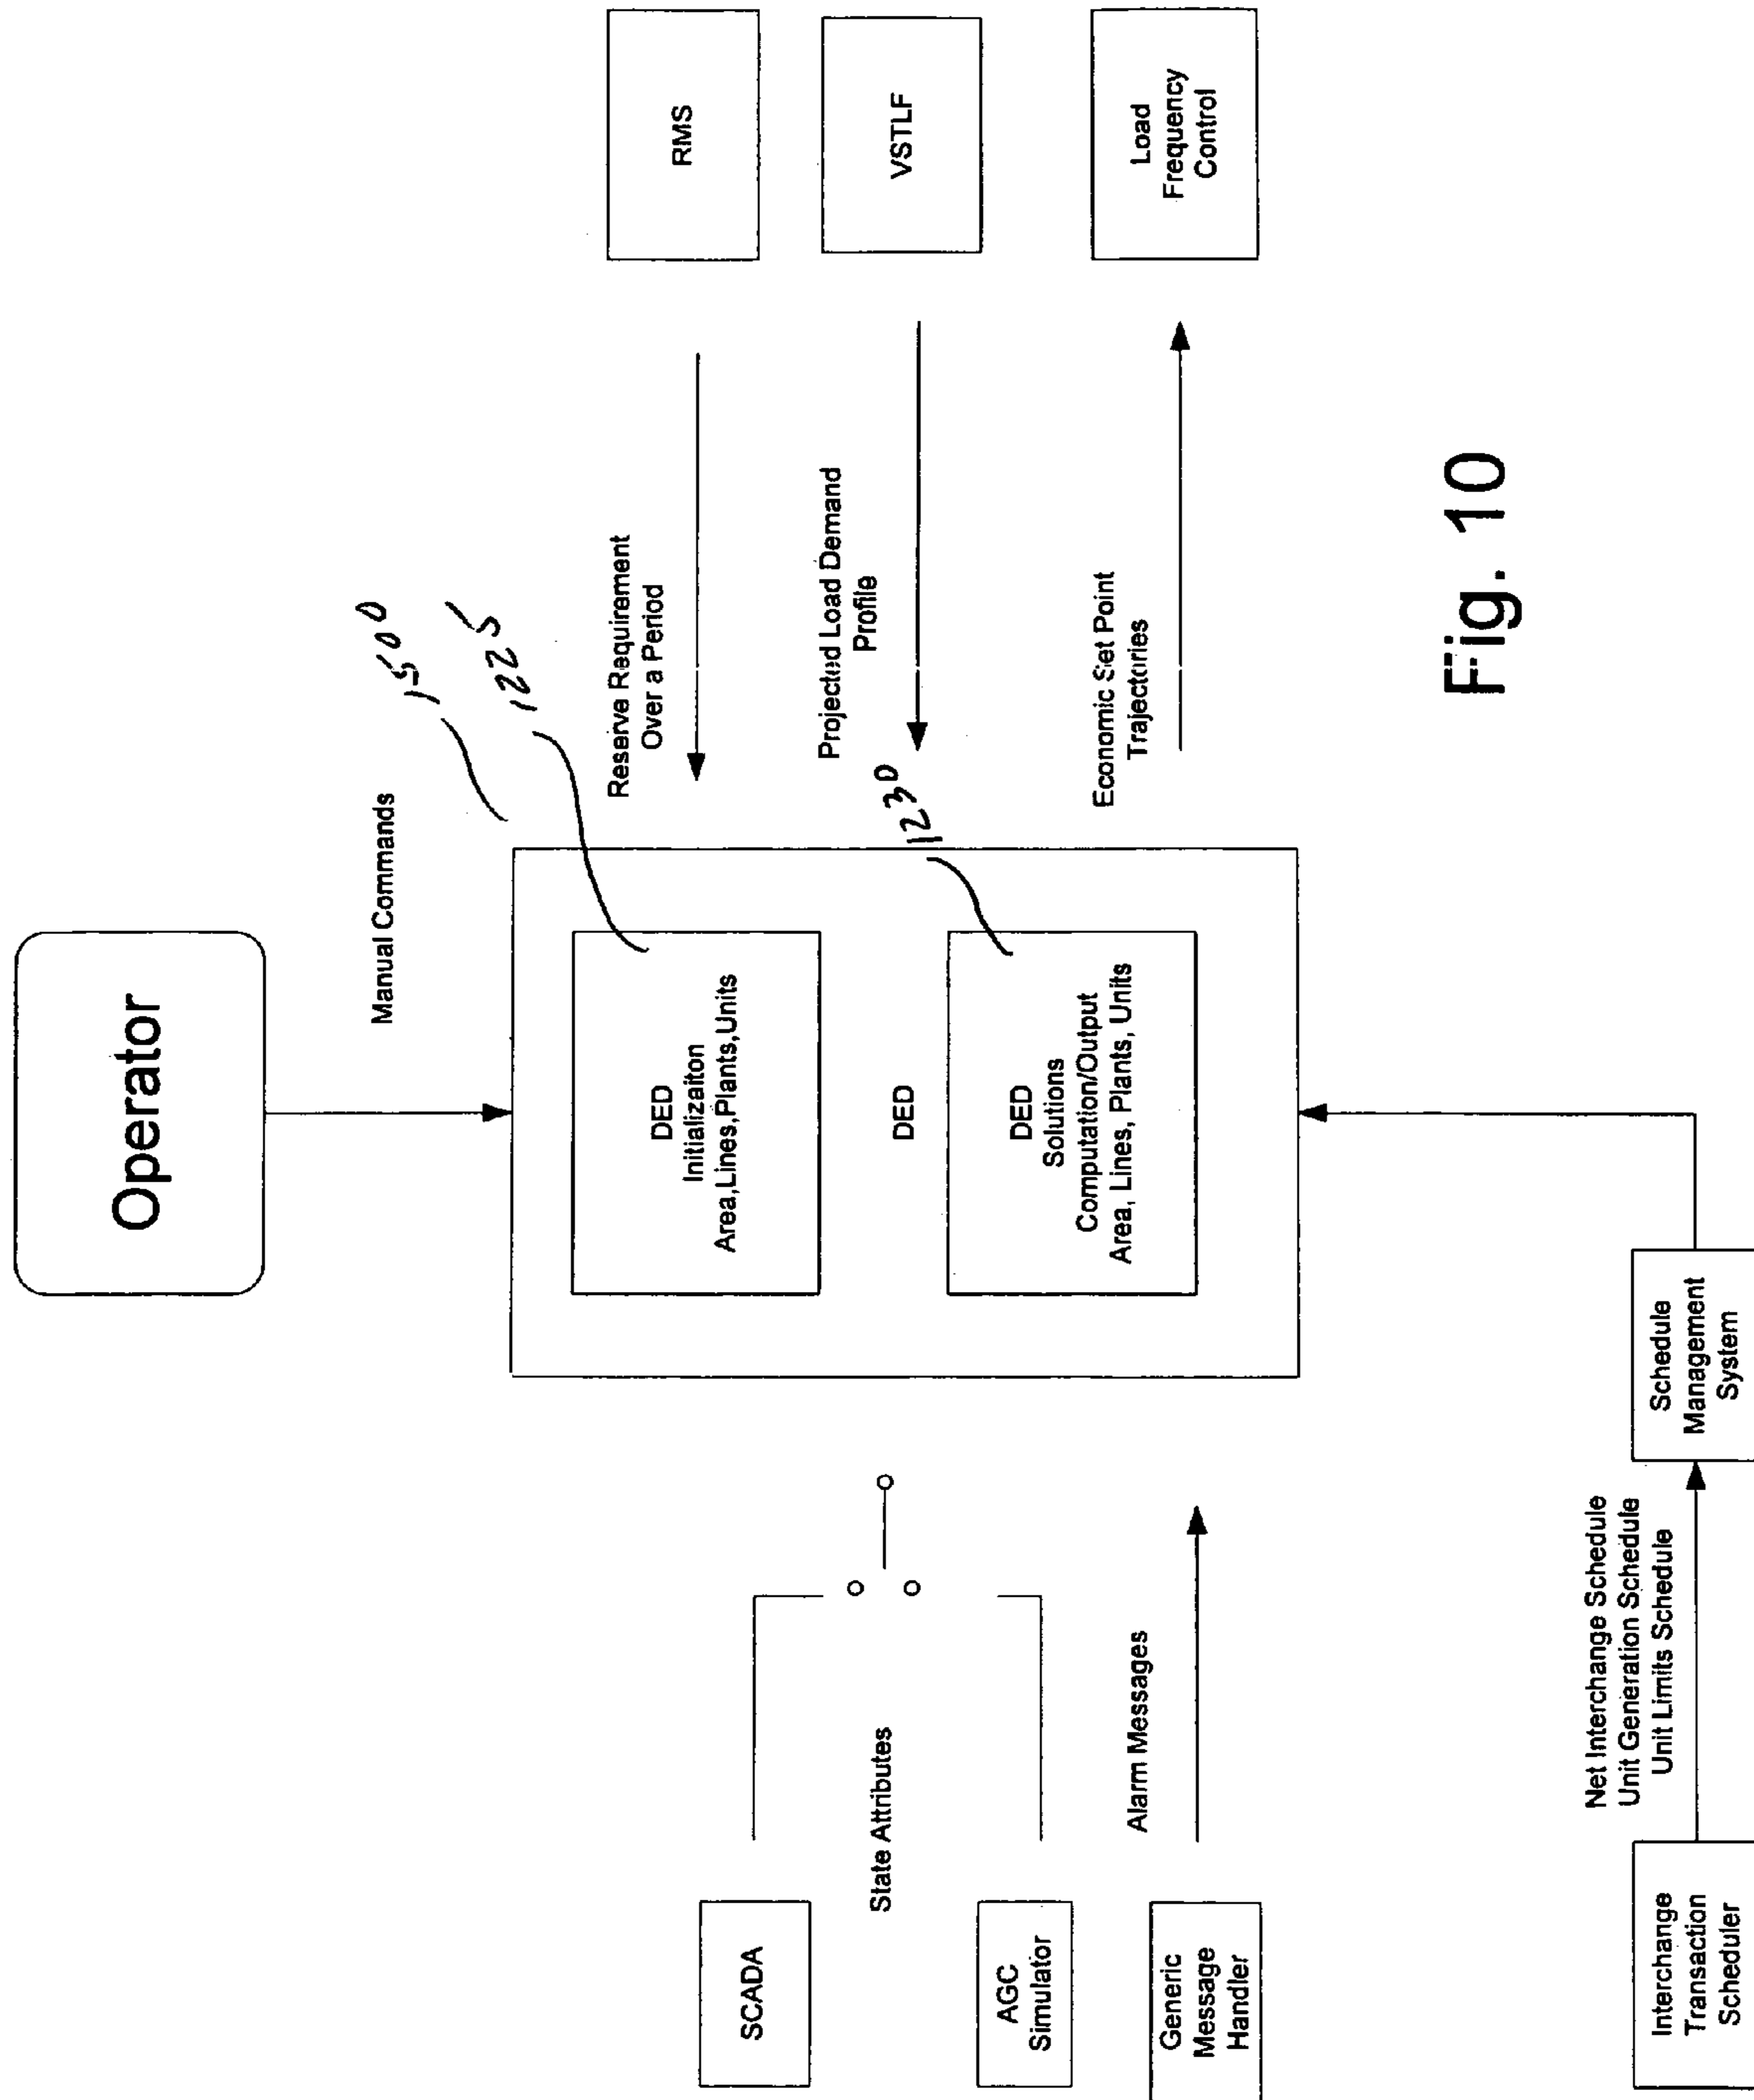 Operator
Manual Commands
1500
1225
DED
Initializaiton
Area,Lines,Plants,Units
DED
1230
DED
Solutions
Computation/Output
Area, Lines, Plants, Units
SCADA
State Attributes
AGC
Simulator
Generic
Message
Handler
Alarm Messages
Reserve Requirement
Over a Period
RMS
Projected Load Demand
Profile
VSTLF
Economic Set Point
Trajectories
Load
Frequency
Control
Interchange
Transaction
Scheduler
Net Interchange Schedule
Unit Generation Schedule
Unit Limits Schedule
Schedule
Management
System
Fig. 10